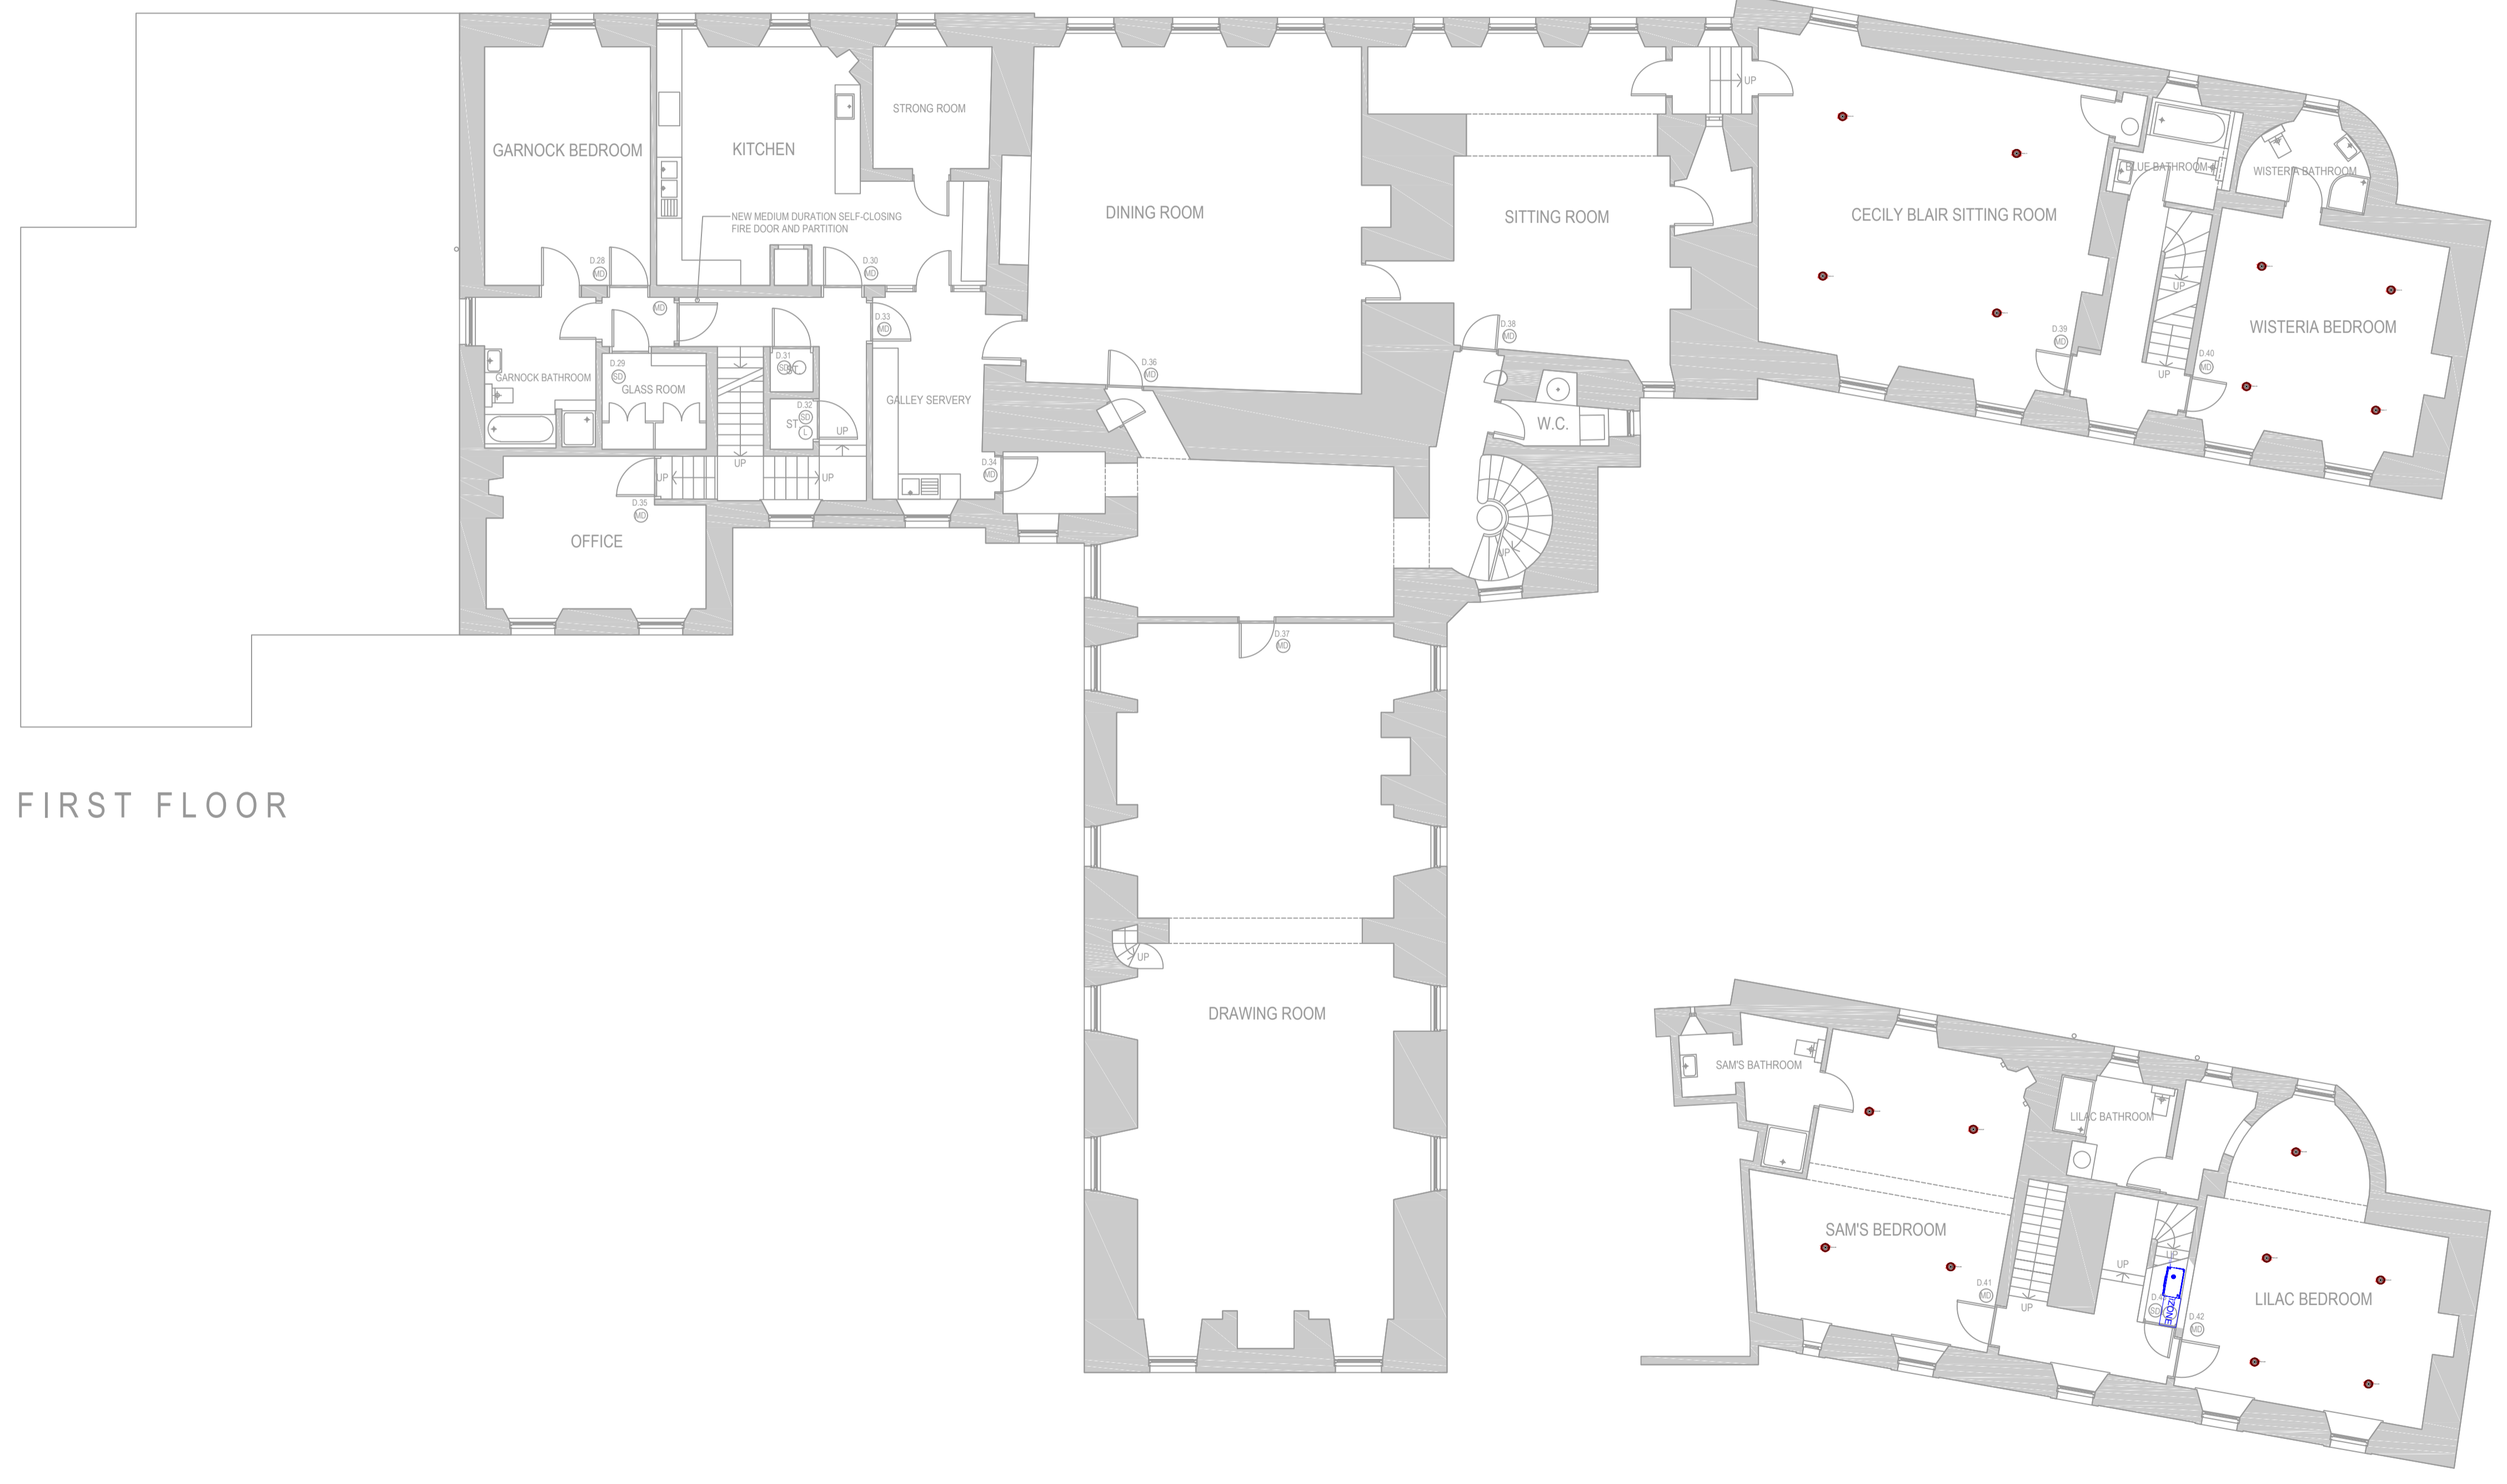 STRONG ROOM
GARNOCK BEDROOM
KITCHEN
NEW MEDIUM DURATION SELF-CLOSING
FIRE DOOR AND PARTITION
DINING ROOM
SITTING ROOM
UP
CECILY BLAIR SITTING ROOM
BLUE BATHROOM
WISTERIA BATHROOM
UP
WISTERIA BEDROOM
D.28
MD
D.30
MD
MD
D.33
MD
D.38
MD
D.39
MD
D.40
MD
UP
D.31
SD
ST.
D.29
SD
GLASS ROOM
GARNOCK BATHROOM
D.36
MD
GALLEY SERVERY
D.32
SD
ST
L
UP
W.C.
UP
UP
UP
D.34
MD
D.35
MD
OFFICE
UP
D.37
MD
FIRST FLOOR
UP
DRAWING ROOM
SAM'S BATHROOM
LILAC BATHROOM
SAM'S BEDROOM
UP
UP
LILAC BEDROOM
D.41
MD
UP
SD
IZONE
D.42
MD